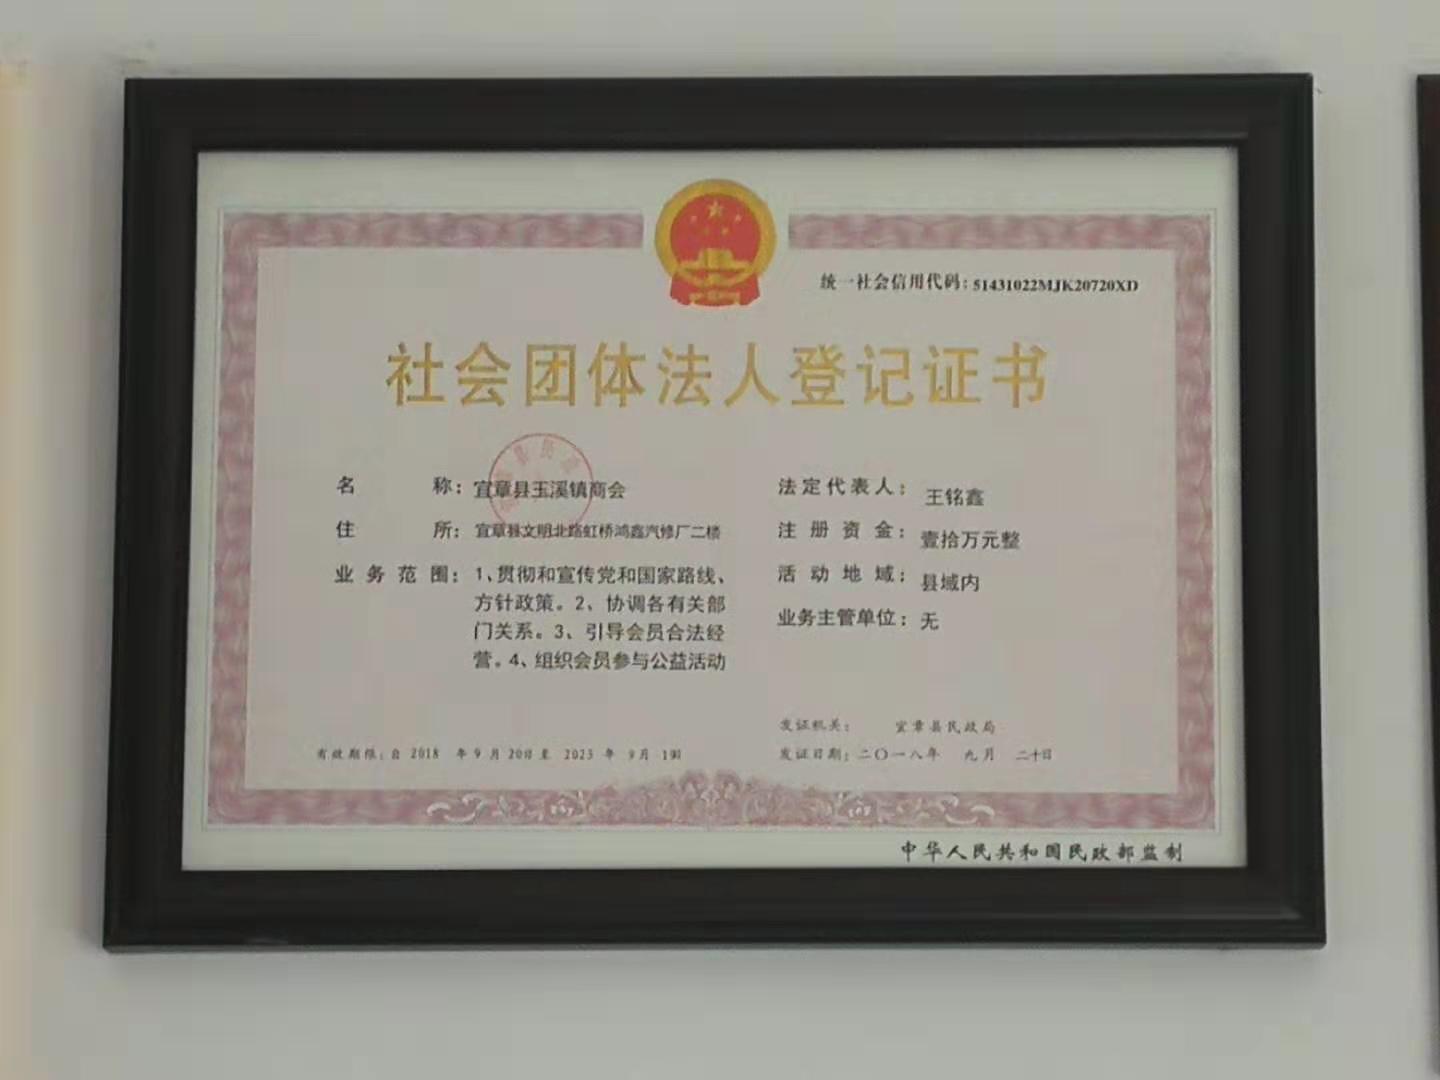 统一社会信用代码：51431022MJK20720XD
社会团体法人登记证书
名称：宜章县玉溪镇商会
住所：宜章县文明北路虹桥鸿鑫汽修厂二楼
业务范围：1、贯彻和宣传党和国家路线、
方针政策。2、协调各有关部
门关系。3、引导会员合法经
营。4、组织会员参与公益活动
法定代表人：王铭鑫
注册资金：壹拾万元整
活动地域：县域内
业务主管单位：无
发证机关：宜章县民政局
发证日期：二〇一八年 九月 二十日
有效期限：自 2018 年 9 月 20日 至 2023 年 9 月
中华人民共和国民政部监制